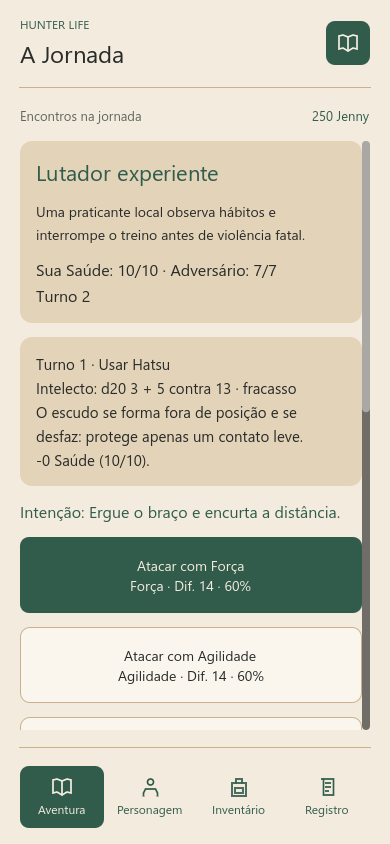 HUNTER LIFE
A Jornada
Encontros na jornada
250 Jenny
Lutador experiente
Uma praticante local observa hábitos e
interrompe o treino antes de violência fatal.
Sua Saúde: 10/10 · Adversário: 7/7
Turno 2
Turno 1 · Usar Hatsu
Intelecto: d20 3 + 5 contra 13 · fracasso
O escudo se forma fora de posição e se
desfaz: protege apenas um contato leve.
-0 Saúde (10/10).
Intenção: Ergue o braço e encurta a distância.
Atacar com Força
Força · Dif. 14 · 60%
Atacar com Agilidade
Agilidade · Dif. 14 · 60%
Aventura
Personagem
Inventário
Registro